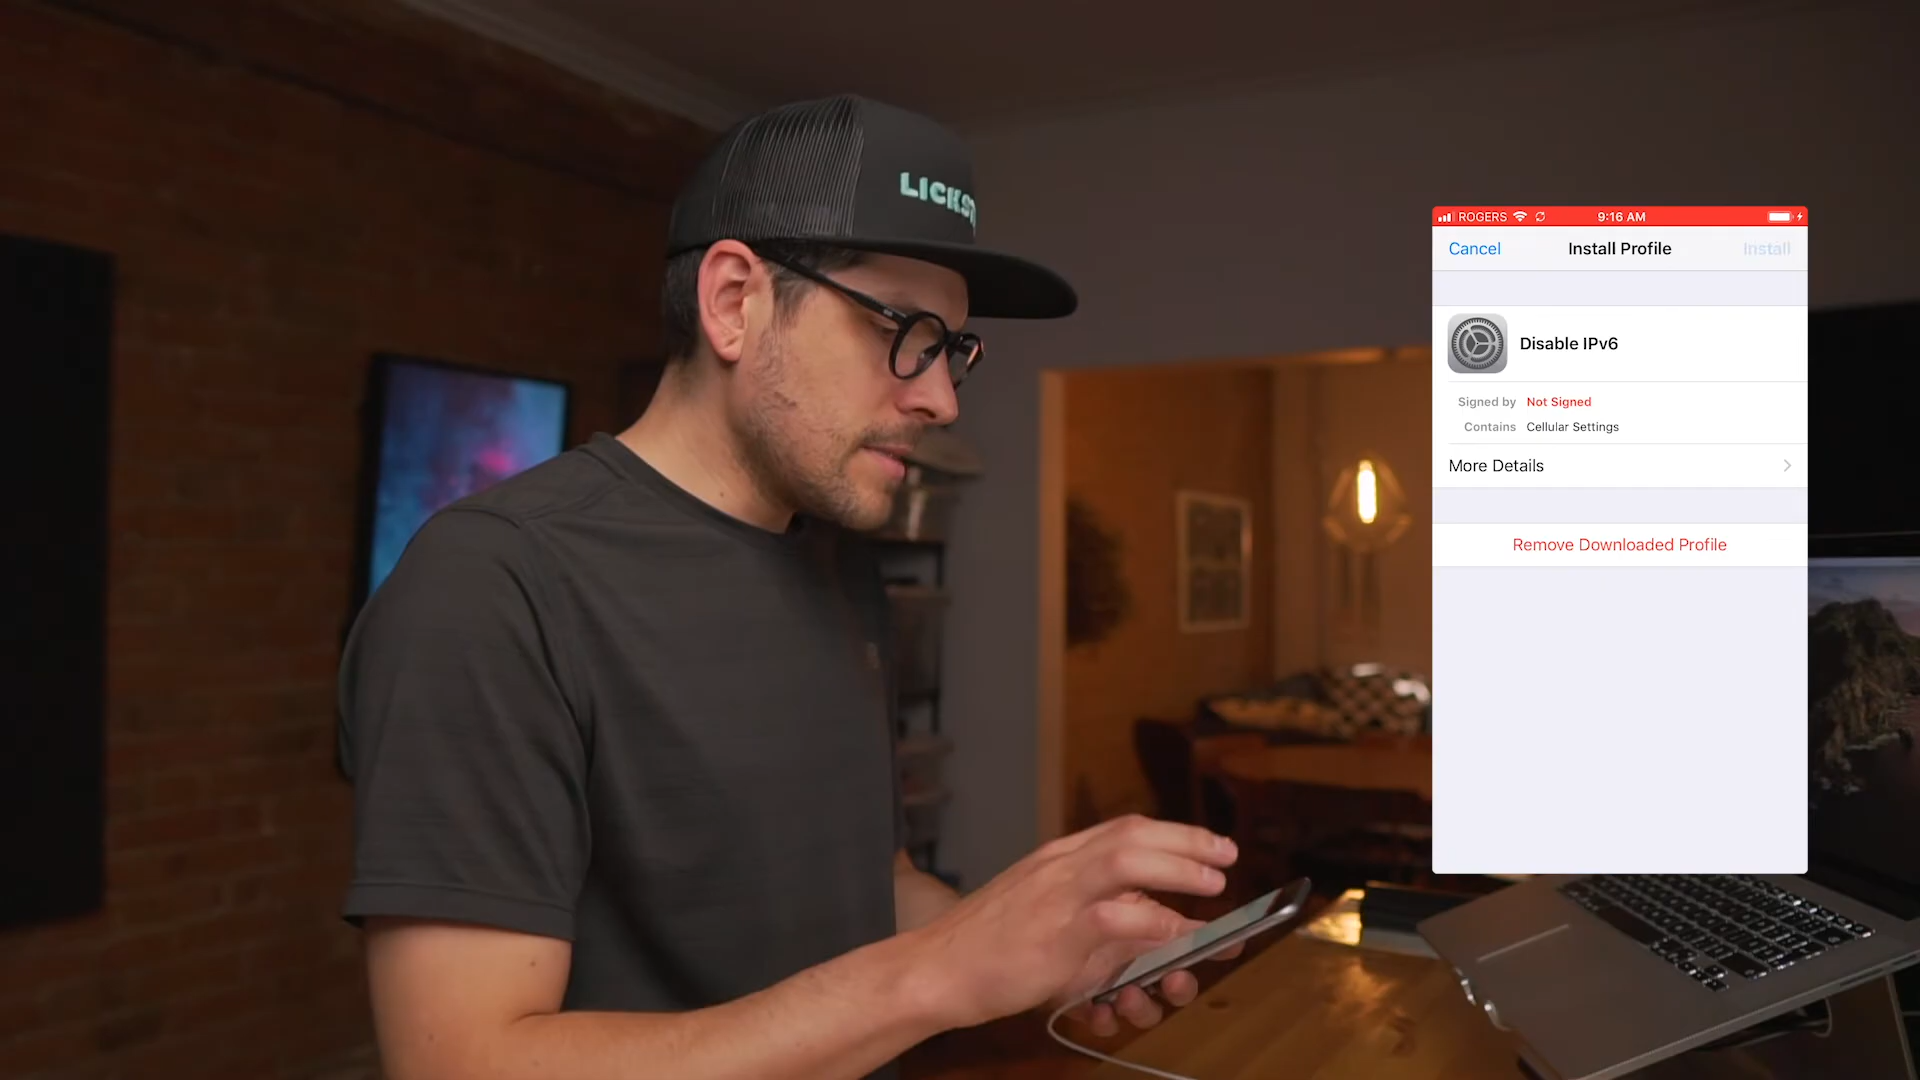 LICKS
ROGERS 9:16 AM
Cancel Install Profile Install
Disable IPv6
Signed by Not Signed
Contains Cellular Settings
More Details
Remove Downloaded Profile